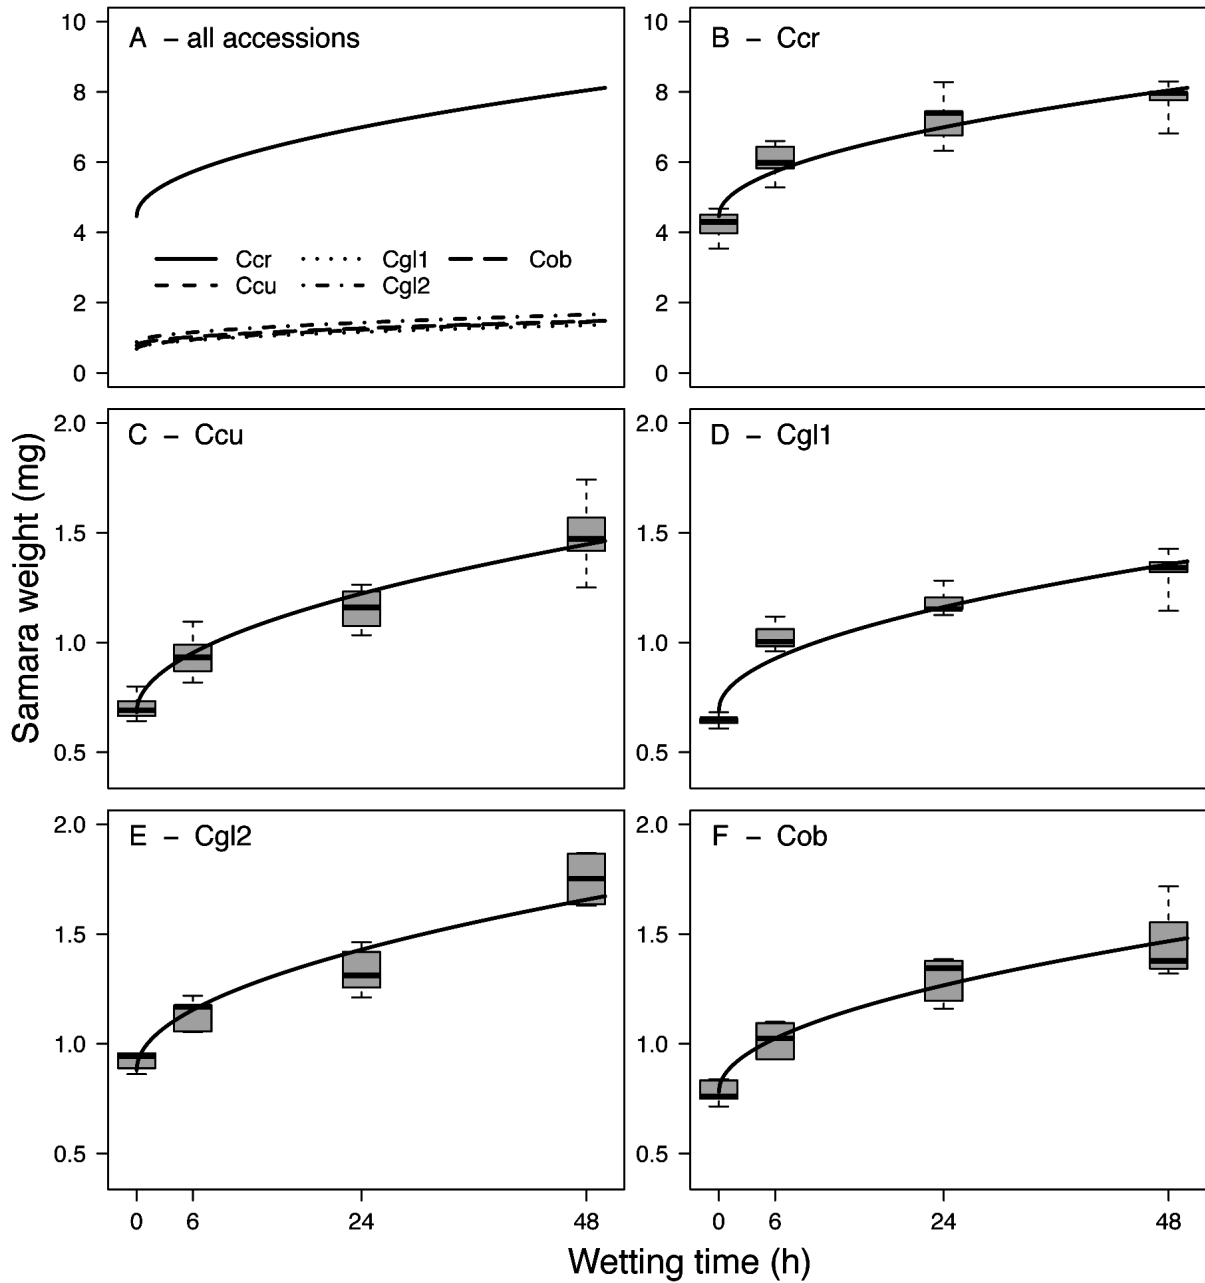 A – all accessions
B – Ccr
10
8
6
4
2
0
Ccr
Cgl1
Cob
Ccu
Cgl2
10
8
6
4
2
0
C – Ccu
D – Cgl1
2.0
1.5
1.0
0.5
2.0
1.5
1.0
0.5
Samara weight (mg)
E – Cgl2
F – Cob
2.0
1.5
1.0
0.5
2.0
1.5
1.0
0.5
0 6 24 48
0 6 24 48
Wetting time (h)